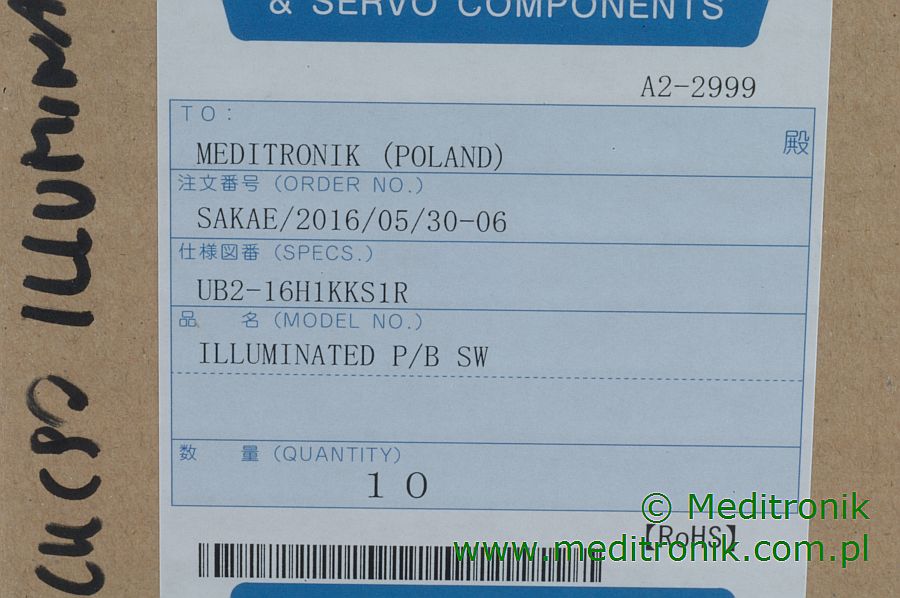 & SERVO COMPONENTS
A2-2999
TO:
殿
MEDITRONIK (POLAND)
注文番号 (ORDER NO.)
SAKAE/2016/05/30-06
仕様図番 (SPECS.)
UB2-16H1KKS1R
品 名 (MODEL NO.)
ILLUMINATED P/B SW
数 量 (QUANTITY)
10
【RoHS】
© Meditronik
www.meditronik.com.pl